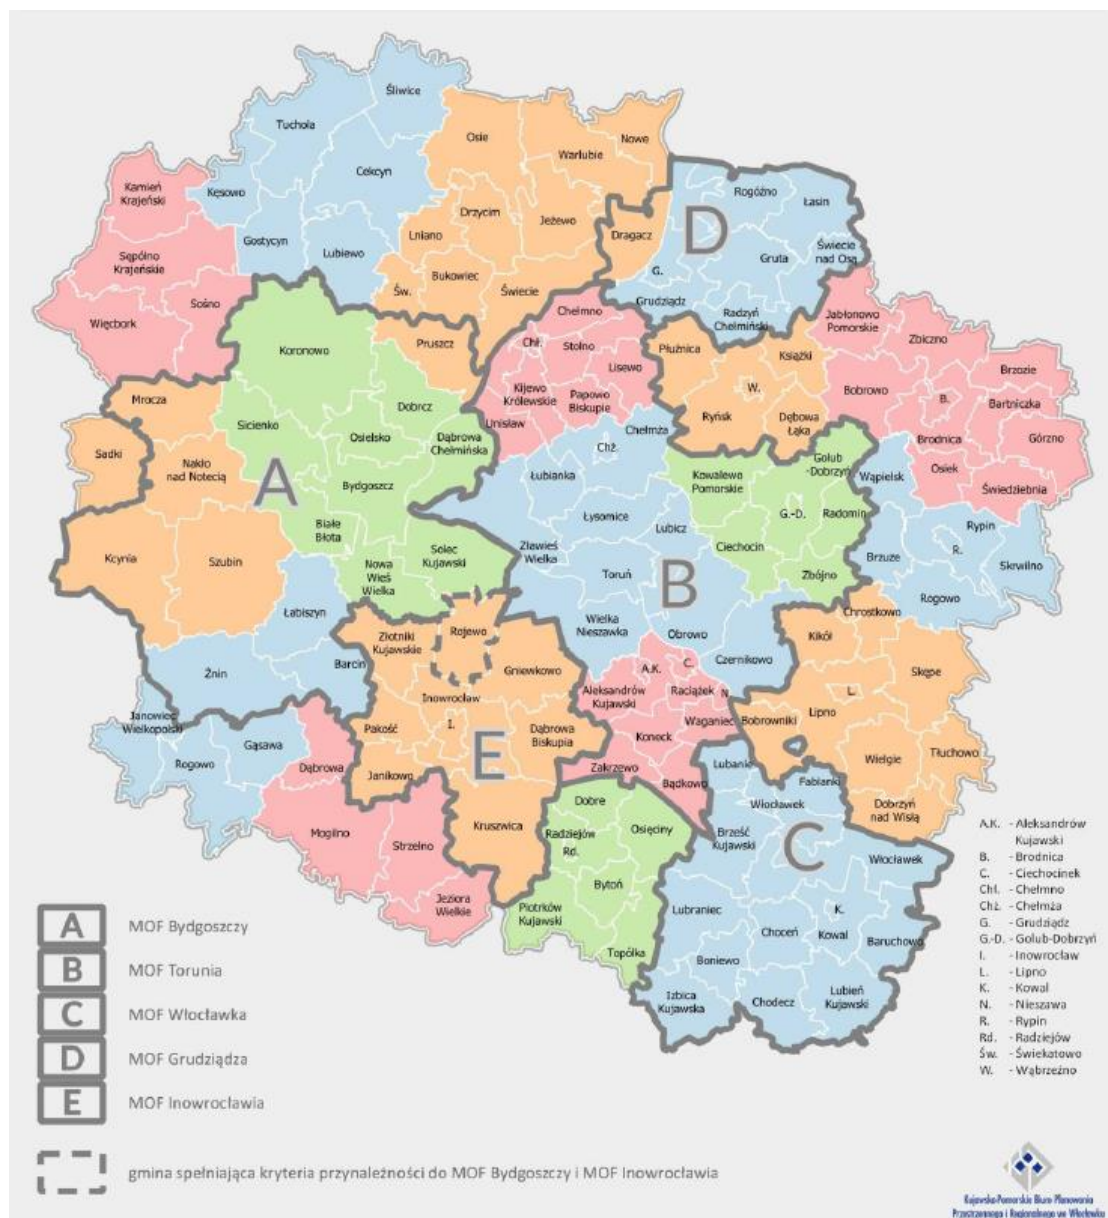 Śliwice
Tuchola
Osie
Nowe
Warlubie
Cekcyn
Kamień
Krajeński
Kęsowo
Rogóźno
Łasin
D
Drzycim
Jeżewo
Lniano
Dragacz
Gostycyn
Lubiewo
Sępólno
Krajeńskie
Świecie
nad Osą
Gruta
G.
Bukowiec
Św.
Świecie
Grudziądz
Sośno
Więcbork
Radzyń
Chełmiński
Chełmno
Jabłonowo
Pomorskie
Zbiczno
Koronowo
Pruszcz
Chł.
Stolno
Płużnica
Książki
Lisewo
Brzozie
Mrocza
Kijewo
Królewskie
Papowo
Biskupie
W.
Bobrowo
B.
Bartniczka
Dobrcz
Ryńsk
Dębowa
Łąka
Sicienko
Osielsko
Unisław
Chełmża
Dąbrowa
Chełmińska
Chż.
Brodnica
Górzno
Sadki
Nakło
nad Notecią
Golub
-Dobrzyń
Osiek
A
Łubianka
Kowalewo
Pomorskie
Wąpielsk
Świedziebnia
Bydgoszcz
Łysomice
Lubicz
G.-D.
Radomin
Białe
Błota
Rypin
Kcynia
Szubin
Solec
Kujawski
Zławieś
Wielka
Ciechocin
R.
Brzuze
Skrwilno
Nowa
Wieś
Wielka
Toruń
B
Zbójno
Rogowo
Łabiszyn
Wielka
Nieszawka
Obrowo
Chrostkowo
Złotniki
Kujawskie
Rojewo
Kikół
Żnin
Barcin
Gniewkowo
A.K.
C.
Czernikowo
Skępe
Inowrocław
Aleksandrów
Kujawski
Raciążek
N
L.
Janowiec
Wielkopolski
Pakość
I.
Dąbrowa
Biskupia
Waganiec
Bobrowniki
Lipno
Gąsawa
E
Koneck
Rogowo
Dąbrowa
Janikowo
Zakrzewo
Lubanie
Wielgie
Tłuchowo
Bądkowo
Fabianki
Dobre
Włocławek
Dobrzyń
nad Wisłą
Mogilno
Kruszwica
Radziejów
Rd.
Osięciny
Brześć
Kujawski
C
Strzelno
Włocławek
Bytoń
Jeziora
Wielkie
Piotrków
Kujawski
Lubraniec
K.
Kowal
Choceń
Baruchowo
Topólka
Boniewo
Izbica
Kujawska
Chodecz
Lubień
Kujawski
A.K. - Aleksandrów
Kujawski
B. - Brodnica
C. - Ciechocinek
Chł. - Chełmno
Chż. - Chełmża
G. - Grudziądz
G.-D. - Golub-Dobrzyń
I. - Inowrocław
L. - Lipno
K. - Kowal
N. - Nieszawa
R. - Rypin
Rd. - Radziejów
Św. - Świekatowo
W. - Wąbrzeźno
A MOF Bydgoszczy
B MOF Torunia
C MOF Włocławka
D MOF Grudziądza
E MOF Inowrocławia
gmina spełniająca kryteria przynależności do MOF Bydgoszczy i MOF Inowrocławia
Kujawsko-Pomorskie Biuro Planowania
Przestrzennego i Regionalnego we Włocławku